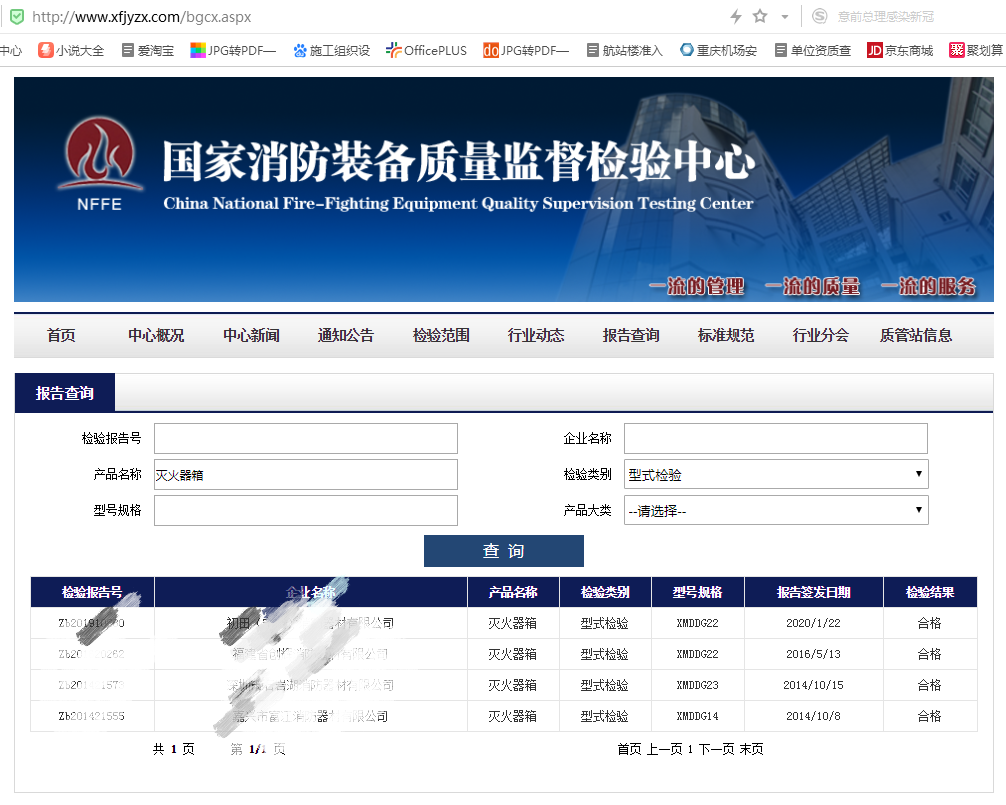 http://www.xfjyzx.com/bgcx.aspx 意前总理感染新冠
中心 小说大全 爱淘宝 JPG转PDF— 施工组织设 OfficePLUS JPG转PDF— 航站楼准入 重庆机场安 单位资质查 京东商城 聚划算
国家消防装备质量监督检验中心
NFFE
China National Fire-Fighting Equipment Quality Supervision Testing Center
一流的管理 一流的质量 一流的服务
首页 中心概况 中心新闻 通知公告 检验范围 行业动态 报告查询 标准规范 行业分会 质管站信息
报告查询
检验报告号 企业名称
产品名称 灭火器箱 检验类别 型式检验
型号规格 产品大类 --请选择--
查 询
检验报告号 企业名称 产品名称 检验类别 型号规格 报告签发日期 检验结果
灭火器箱 型式检验 XMDDG22 2020/1/22 合格
灭火器箱 型式检验 XMDDG22 2016/5/13 合格
灭火器箱 型式检验 XMDDG23 2014/10/15 合格
Zb201421555 灭火器箱 型式检验 XMDDG14 2014/10/8 合格
共 1 页 第 1/1 页 首页 上一页 1 下一页 末页